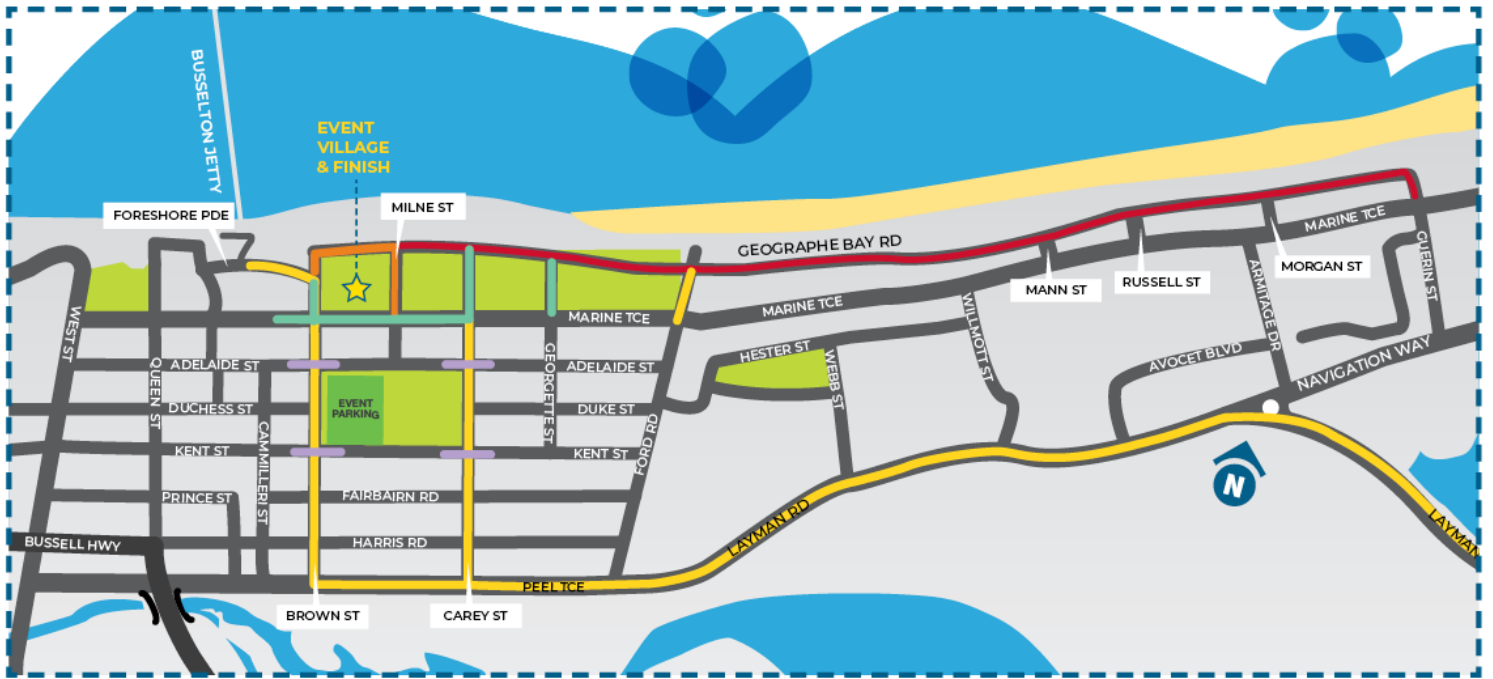 BUSSELTON JETTY
EVENT
VILLAGE
& FINISH
MILNE ST
FORESHORE PDE
GEOGRAPHE BAY RD
MARINE TCE
GUERIN ST
MORGAN ST
RUSSELL ST
MANN ST
ARMITAGE DR
MARINE TCE
MARINE TCE
WEST ST
QUEEN ST
ADELAIDE ST
GEORGETTE ST
ADELAIDE ST
HESTER ST
WEBB ST
WILLMOTT ST
AVOCET BLVD
NAVIGATION WAY
EVENT
PARKING
DUCHESS ST
DUKE ST
CAMMILLERI ST
KENT ST
KENT ST
FORD RD
PRINCE ST
FAIRBAIRN RD
N
BUSSELL HWY
HARRIS RD
LAYMAN RD
LAYMAN
PEEL TCE
BROWN ST
CAREY ST